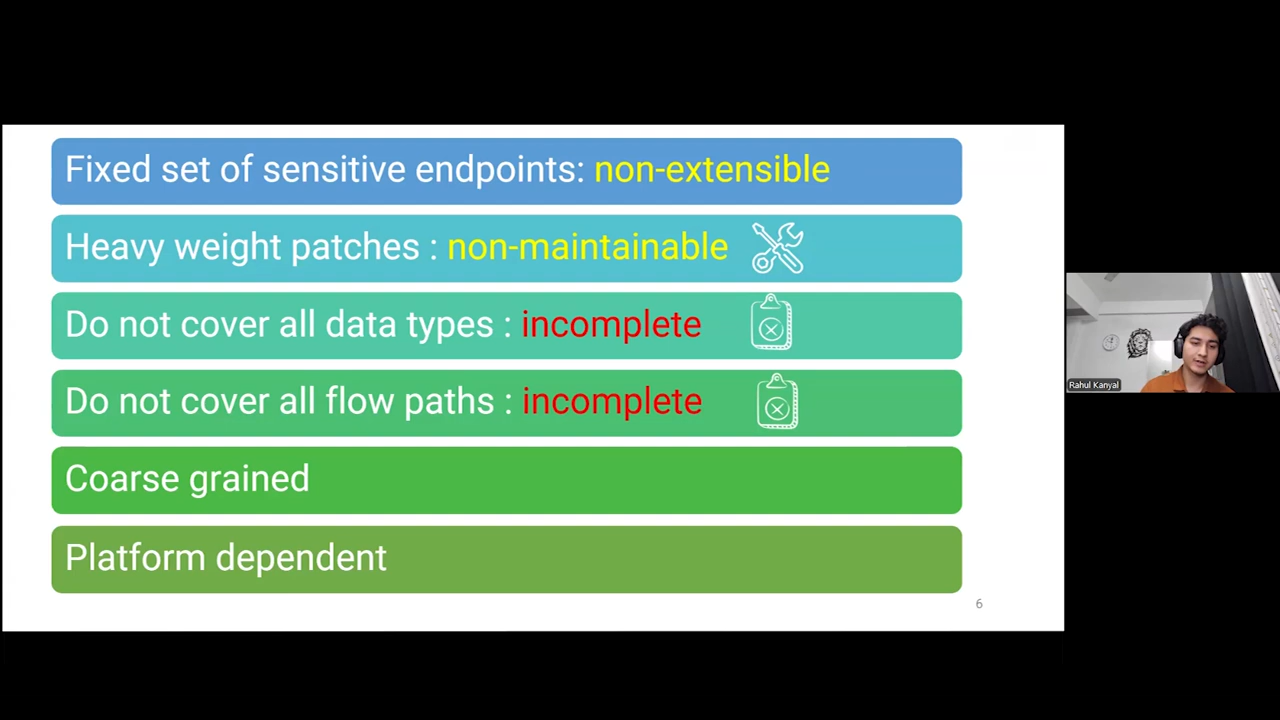 Fixed set of sensitive endpoints: non-extensible
Heavy weight patches : non-maintainable
Do not cover all data types : incomplete
Do not cover all flow paths : incomplete
Coarse grained
Platform dependent
6
Rahul Kanyal